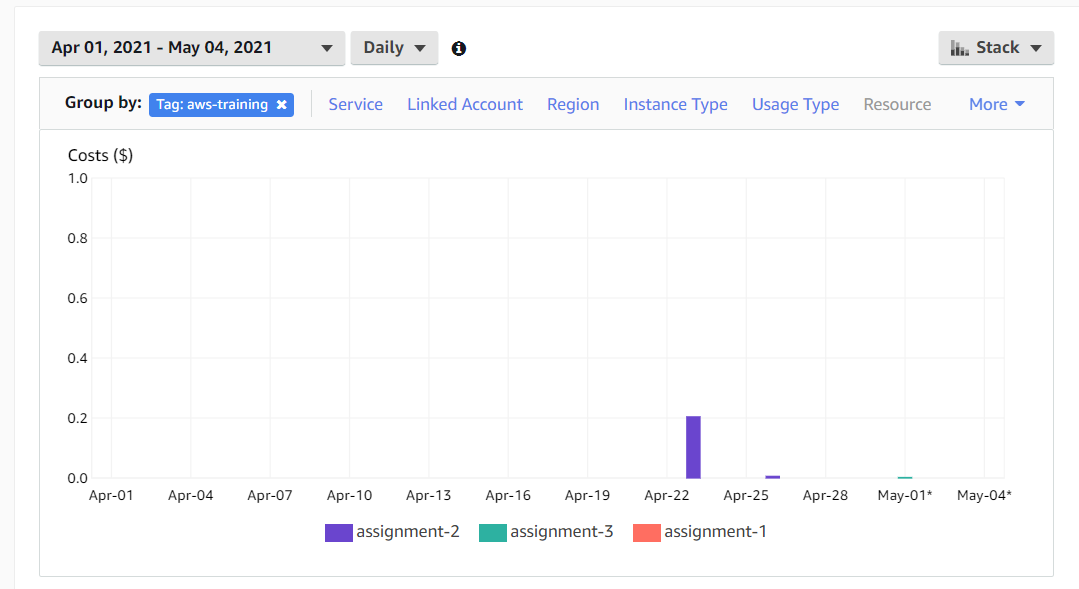 Apr 01, 2021 - May 04, 2021 Daily Stack
Group by: Tag: aws-training Service Linked Account Region Instance Type Usage Type Resource More
Costs ($)
1.0
0.8
0.6
0.4
0.2
0.0
Apr-01 Apr-04 Apr-07 Apr-10 Apr-13 Apr-16 Apr-19 Apr-22 Apr-25 Apr-28 May-01* May-04*
assignment-2 assignment-3 assignment-1